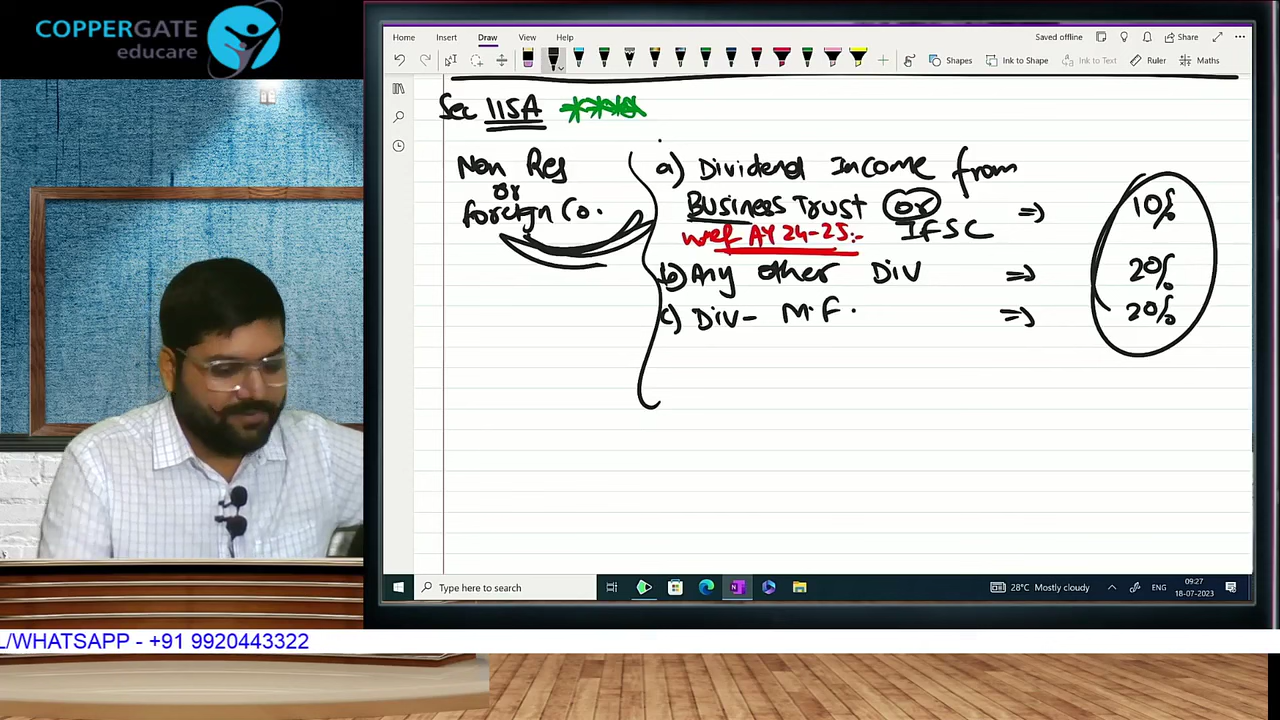 COPPERGATE
educare
Home Insert Draw View Help
Saved offline
Share
Shapes
Ink to Shape
Ink to Text
Ruler
Maths
Sec 115A
Non Res
or
foreign Co.
a) Dividend Income from
Business Trust or
IFSC => 10%
wref AY 24-25:-
b) Any other Div => 20%
c) Div- M.F. => 20%
Type here to search
28°C Mostly cloudy
ENG
09:27
18-07-2023
L/WHATSAPP - +91 9920443322